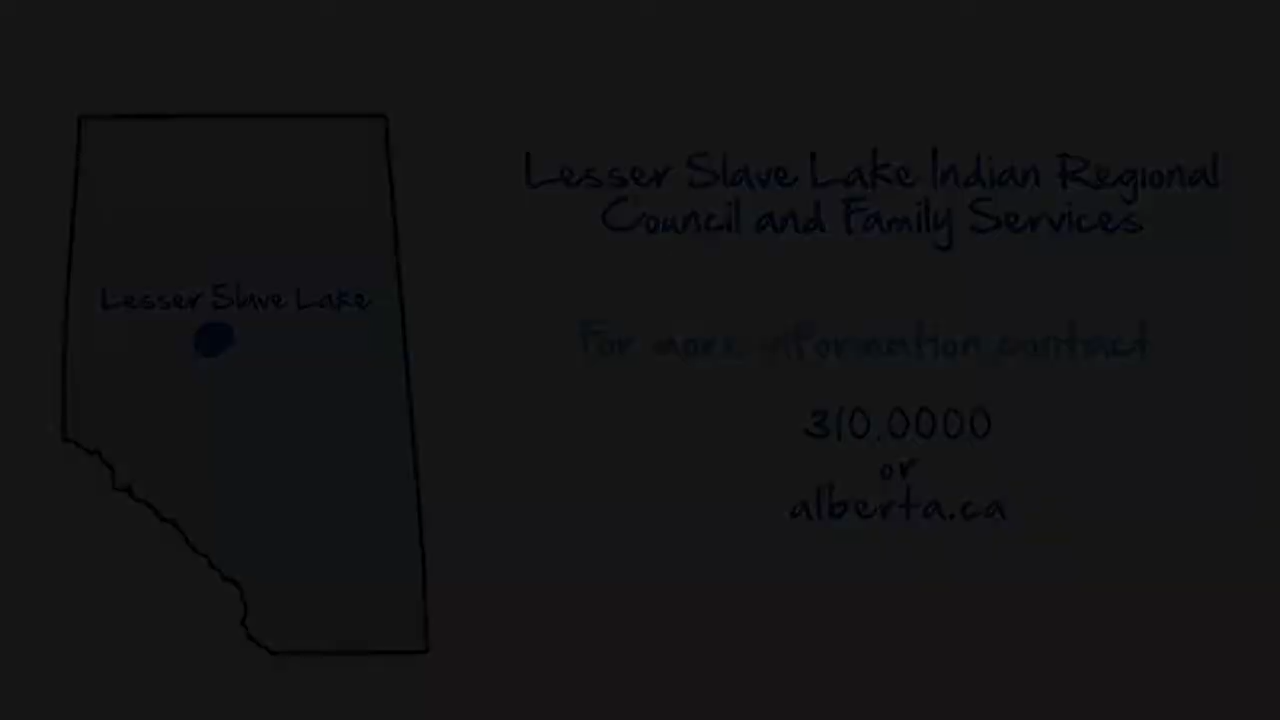 Lesser Slave Lake Indian Regional
Council and Family Services
Lesser Slave Lake
For more information contact
310.0000
or
alberta.ca